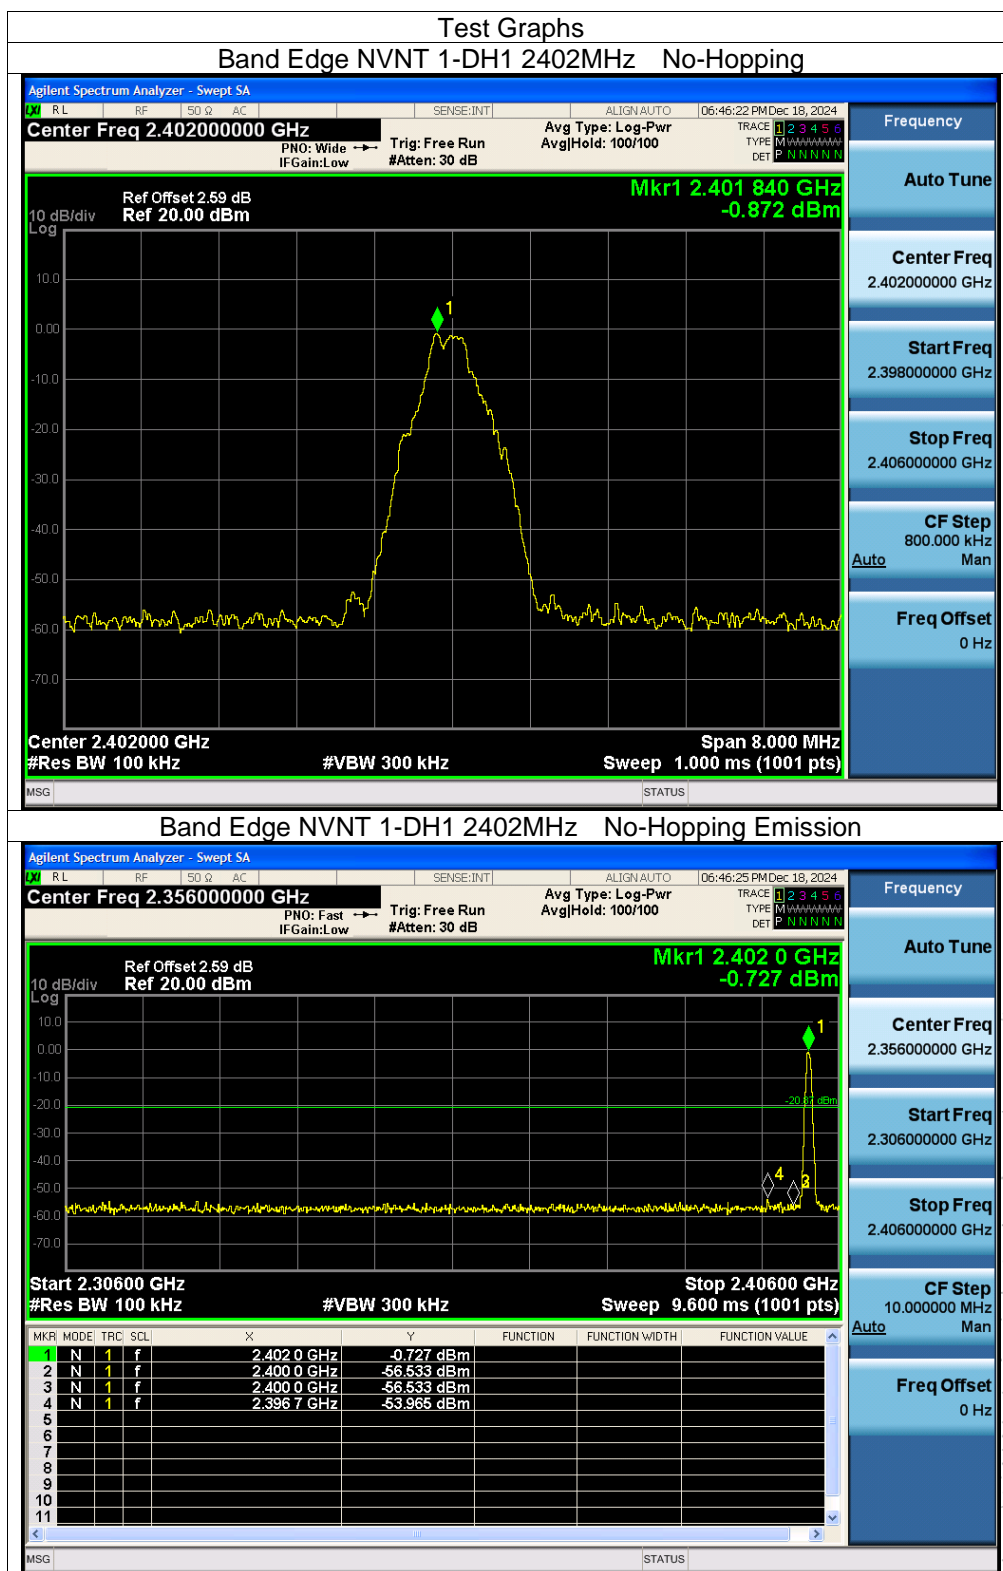 Test Graphs
Band Edge NVNT 1-DH1 2402MHz No-Hopping
Agilent Spectrum Analyzer - Swept SA
LXI RL RF 50 Ω AC SENSE:INT ALIGN AUTO 06:46:22 PM Dec 18, 2024
Center Freq 2.402000000 GHz
PNO: Wide
IFGain:Low
Trig: Free Run
#Atten: 30 dB
Avg Type: Log-Pwr
Avg|Hold: 100/100
TRACE 1 2 3 4 5 6
TYPE M W W W W W
DET P N N N N N
Frequency
Auto Tune
Center Freq
2.402000000 GHz
Start Freq
2.398000000 GHz
Stop Freq
2.406000000 GHz
CF Step
800.000 kHz
Auto Man
Freq Offset
0 Hz
Mkr1 2.401 840 GHz
-0.872 dBm
Ref Offset 2.59 dB
10 dB/div Ref 20.00 dBm
Log
10.0
0.00
-10.0
-20.0
-30.0
-40.0
-50.0
-60.0
-70.0
1
Center 2.402000 GHz Span 8.000 MHz
#Res BW 100 kHz #VBW 300 kHz Sweep 1.000 ms (1001 pts)
MSG STATUS
Band Edge NVNT 1-DH1 2402MHz No-Hopping Emission
Agilent Spectrum Analyzer - Swept SA
LXI RL RF 50 Ω AC SENSE:INT ALIGN AUTO 06:46:25 PM Dec 18, 2024
Center Freq 2.356000000 GHz
PNO: Fast
IFGain:Low
Trig: Free Run
#Atten: 30 dB
Avg Type: Log-Pwr
Avg|Hold: 100/100
TRACE 1 2 3 4 5 6
TYPE M W W W W W
DET P N N N N N
Frequency
Auto Tune
Center Freq
2.356000000 GHz
Start Freq
2.306000000 GHz
Stop Freq
2.406000000 GHz
CF Step
10.000000 MHz
Auto Man
Freq Offset
0 Hz
Mkr1 2.402 0 GHz
-0.727 dBm
Ref Offset 2.59 dB
10 dB/div Ref 20.00 dBm
Log
10.0
0.00
-10.0
-20.0
-30.0
-40.0
-50.0
-60.0
-70.0
1
-20.87 dBm
4
3
Start 2.30600 GHz Stop 2.40600 GHz
#Res BW 100 kHz #VBW 300 kHz Sweep 9.600 ms (1001 pts)
MKR MODE TRC SCL X Y FUNCTION FUNCTION WIDTH FUNCTION VALUE
1 N 1 f 2.402 0 GHz -0.727 dBm
2 N 1 f 2.400 0 GHz -56.533 dBm
3 N 1 f 2.400 0 GHz -56.533 dBm
4 N 1 f 2.396 7 GHz -53.965 dBm
5
6
7
8
9
10
11
MSG STATUS